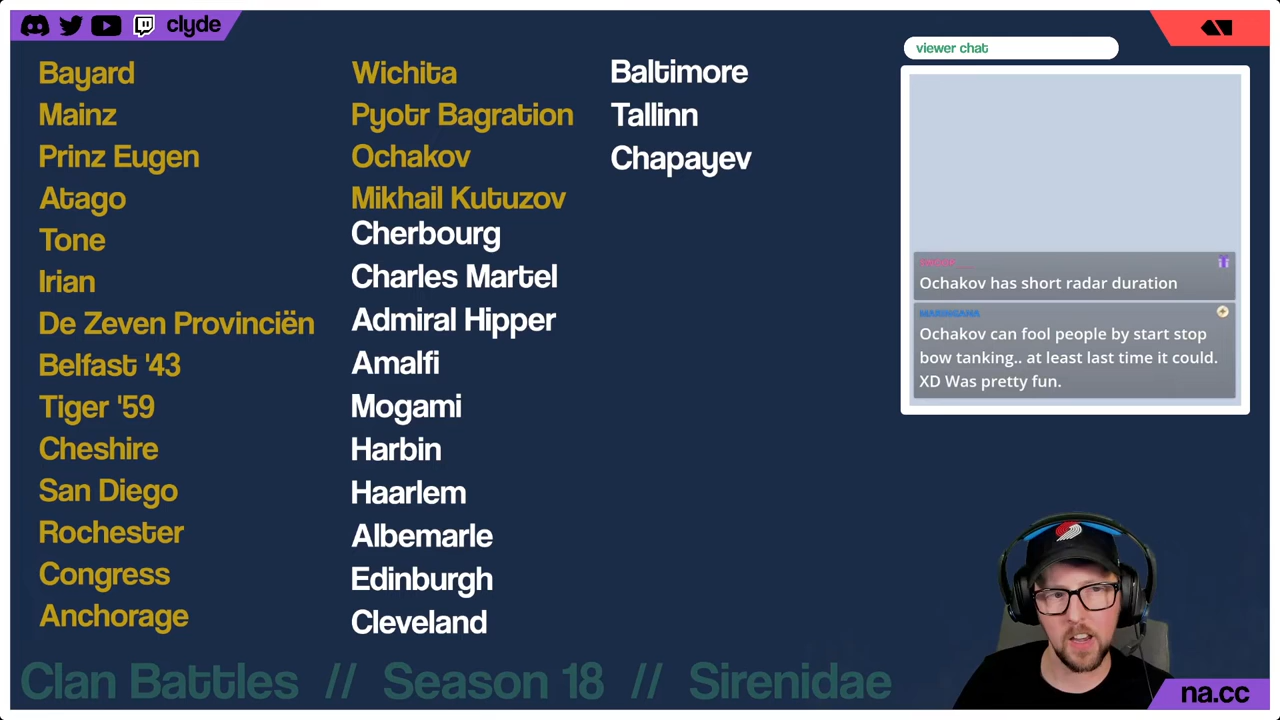 clyde
Bayard
Mainz
Prinz Eugen
Atago
Tone
Irian
De Zeven Provinciën
Belfast '43
Tiger '59
Cheshire
San Diego
Rochester
Congress
Anchorage
Wichita
Pyotr Bagration
Ochakov
Mikhail Kutuzov
Cherbourg
Charles Martel
Admiral Hipper
Amalfi
Mogami
Harbin
Haarlem
Albemarle
Edinburgh
Cleveland
Baltimore
Tallinn
Chapayev
viewer chat
Ochakov has short radar duration
Ochakov can fool people by start stop
bow tanking.. at least last time it could.
XD Was pretty fun.
Clan Battles // Season 18 // Sirenidae
na.cc